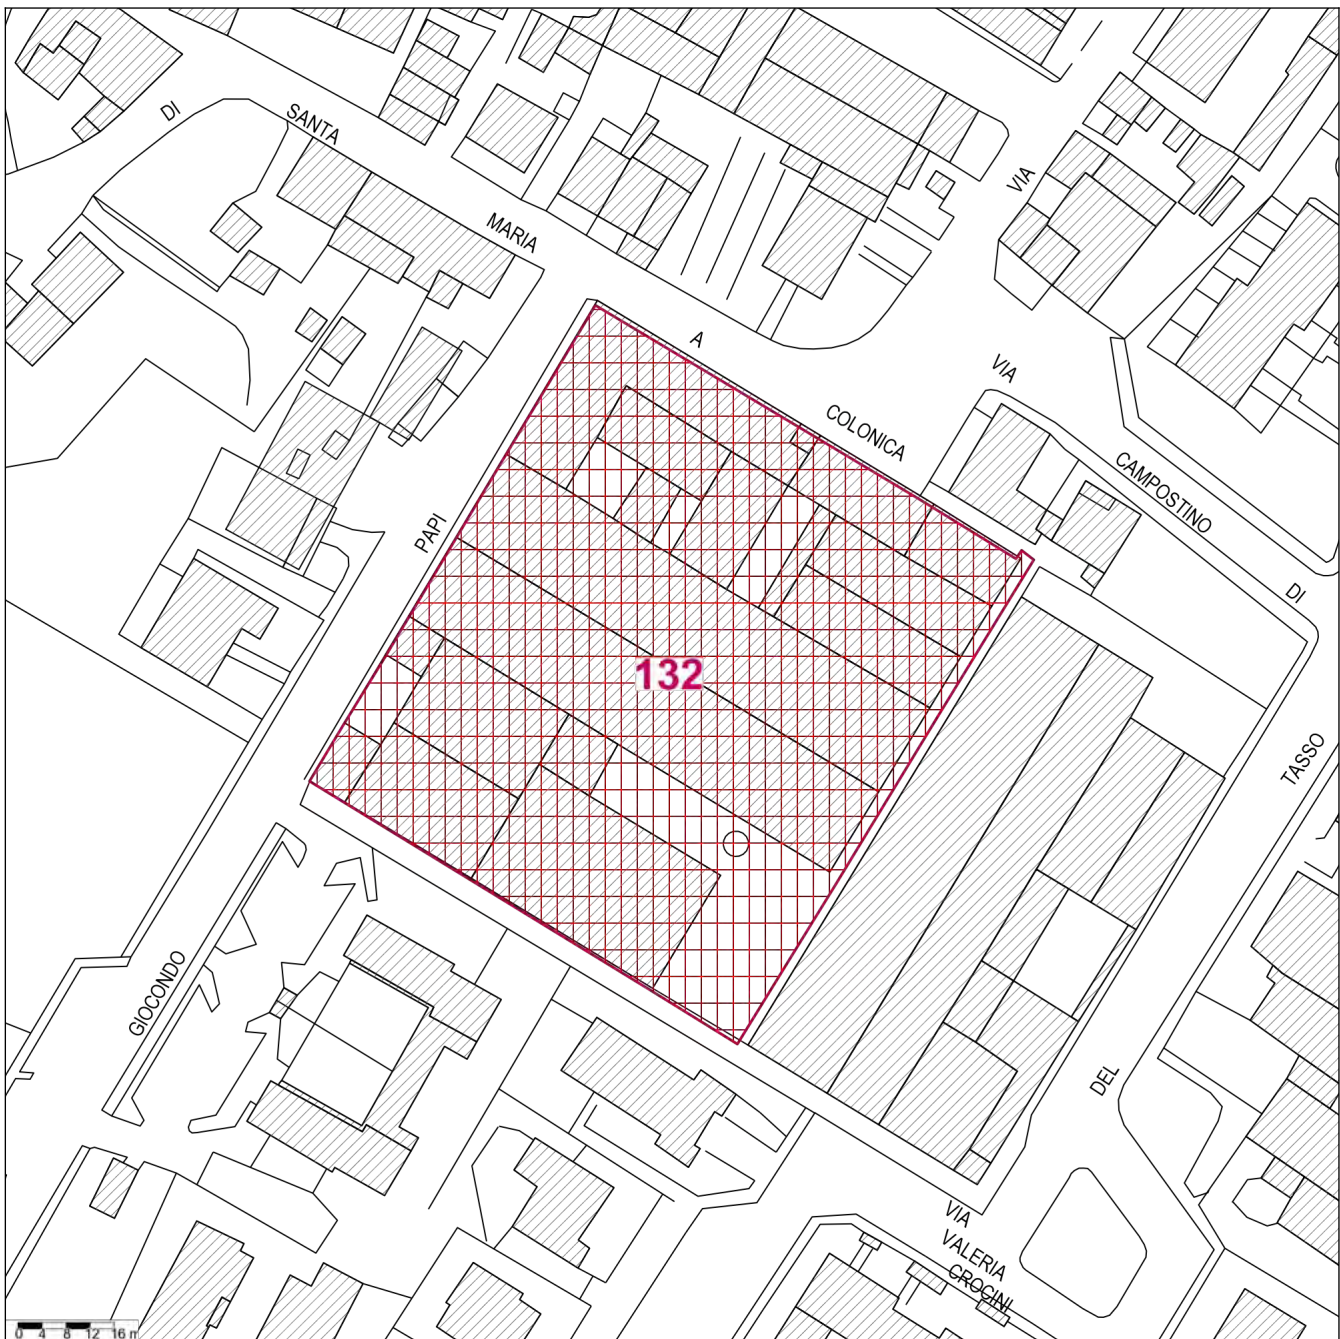 DI
SANTA
MARIA
A
COLONICA
VIA
VIA
CAMPOSTINO
DI
PAPI
132
TASSO
GIOCONDO
DEL
VIA
VALERIA
CROCINI
0 4 8 12 16 m